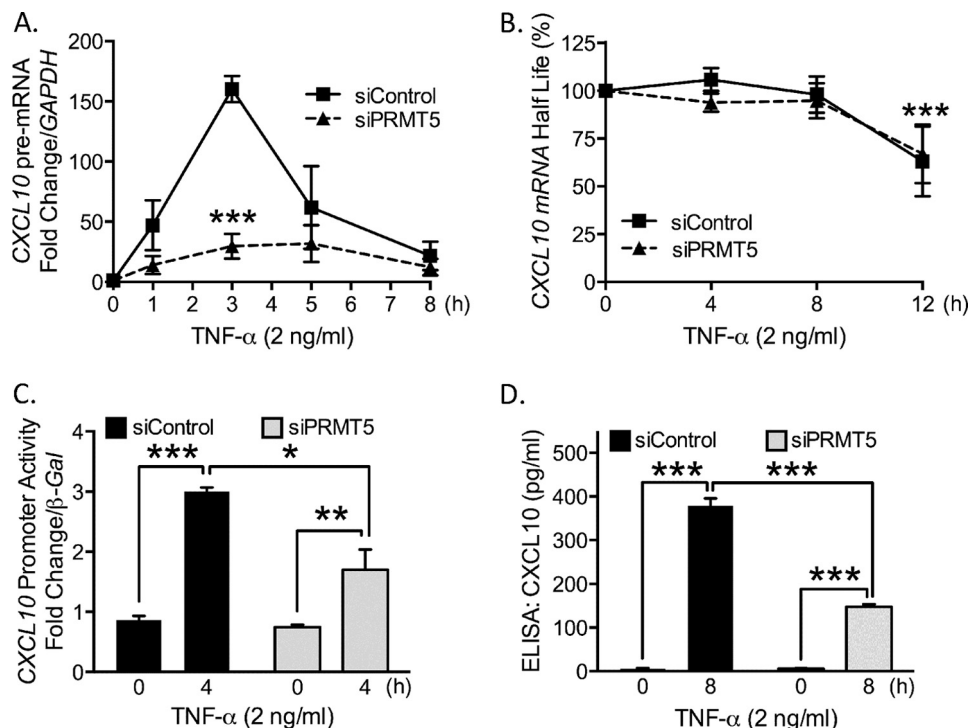 A.
CXCL10 pre-mRNA
Fold Change/GAPDH
200
150
100
50
0
siControl
siPRMT5
***
0 1 2 3 4 5 6 7 8 (h)
TNF-α (2 ng/ml)
B.
CXCL10 mRNA Half Life (%)
125
100
75
50
25
0
***
siControl
siPRMT5
0 4 8 12 (h)
TNF-α (2 ng/ml)
C.
siControl siPRMT5
CXCL10 Promoter Activity
Fold Change/β-Gal
4
3
2
1
0
*** *
**
0 4 0 4 (h)
TNF-α (2 ng/ml)
D.
siControl siPRMT5
ELISA: CXCL10 (pg/ml)
500
400
300
200
100
0
*** ***
***
0 8 0 8 (h)
TNF-α (2 ng/ml)